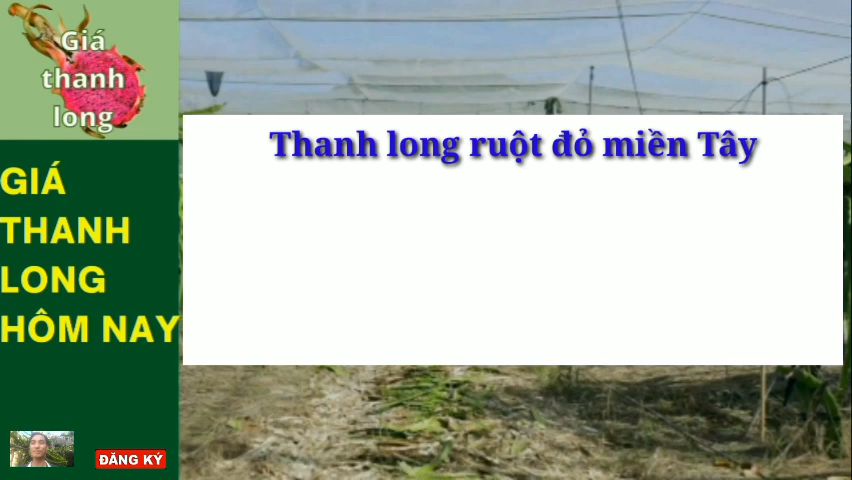 Giá
thanh
long
GIÁ
THANH
LONG
HÔM NAY
ĐĂNG KÝ
Thanh long ruột đỏ miền Tây